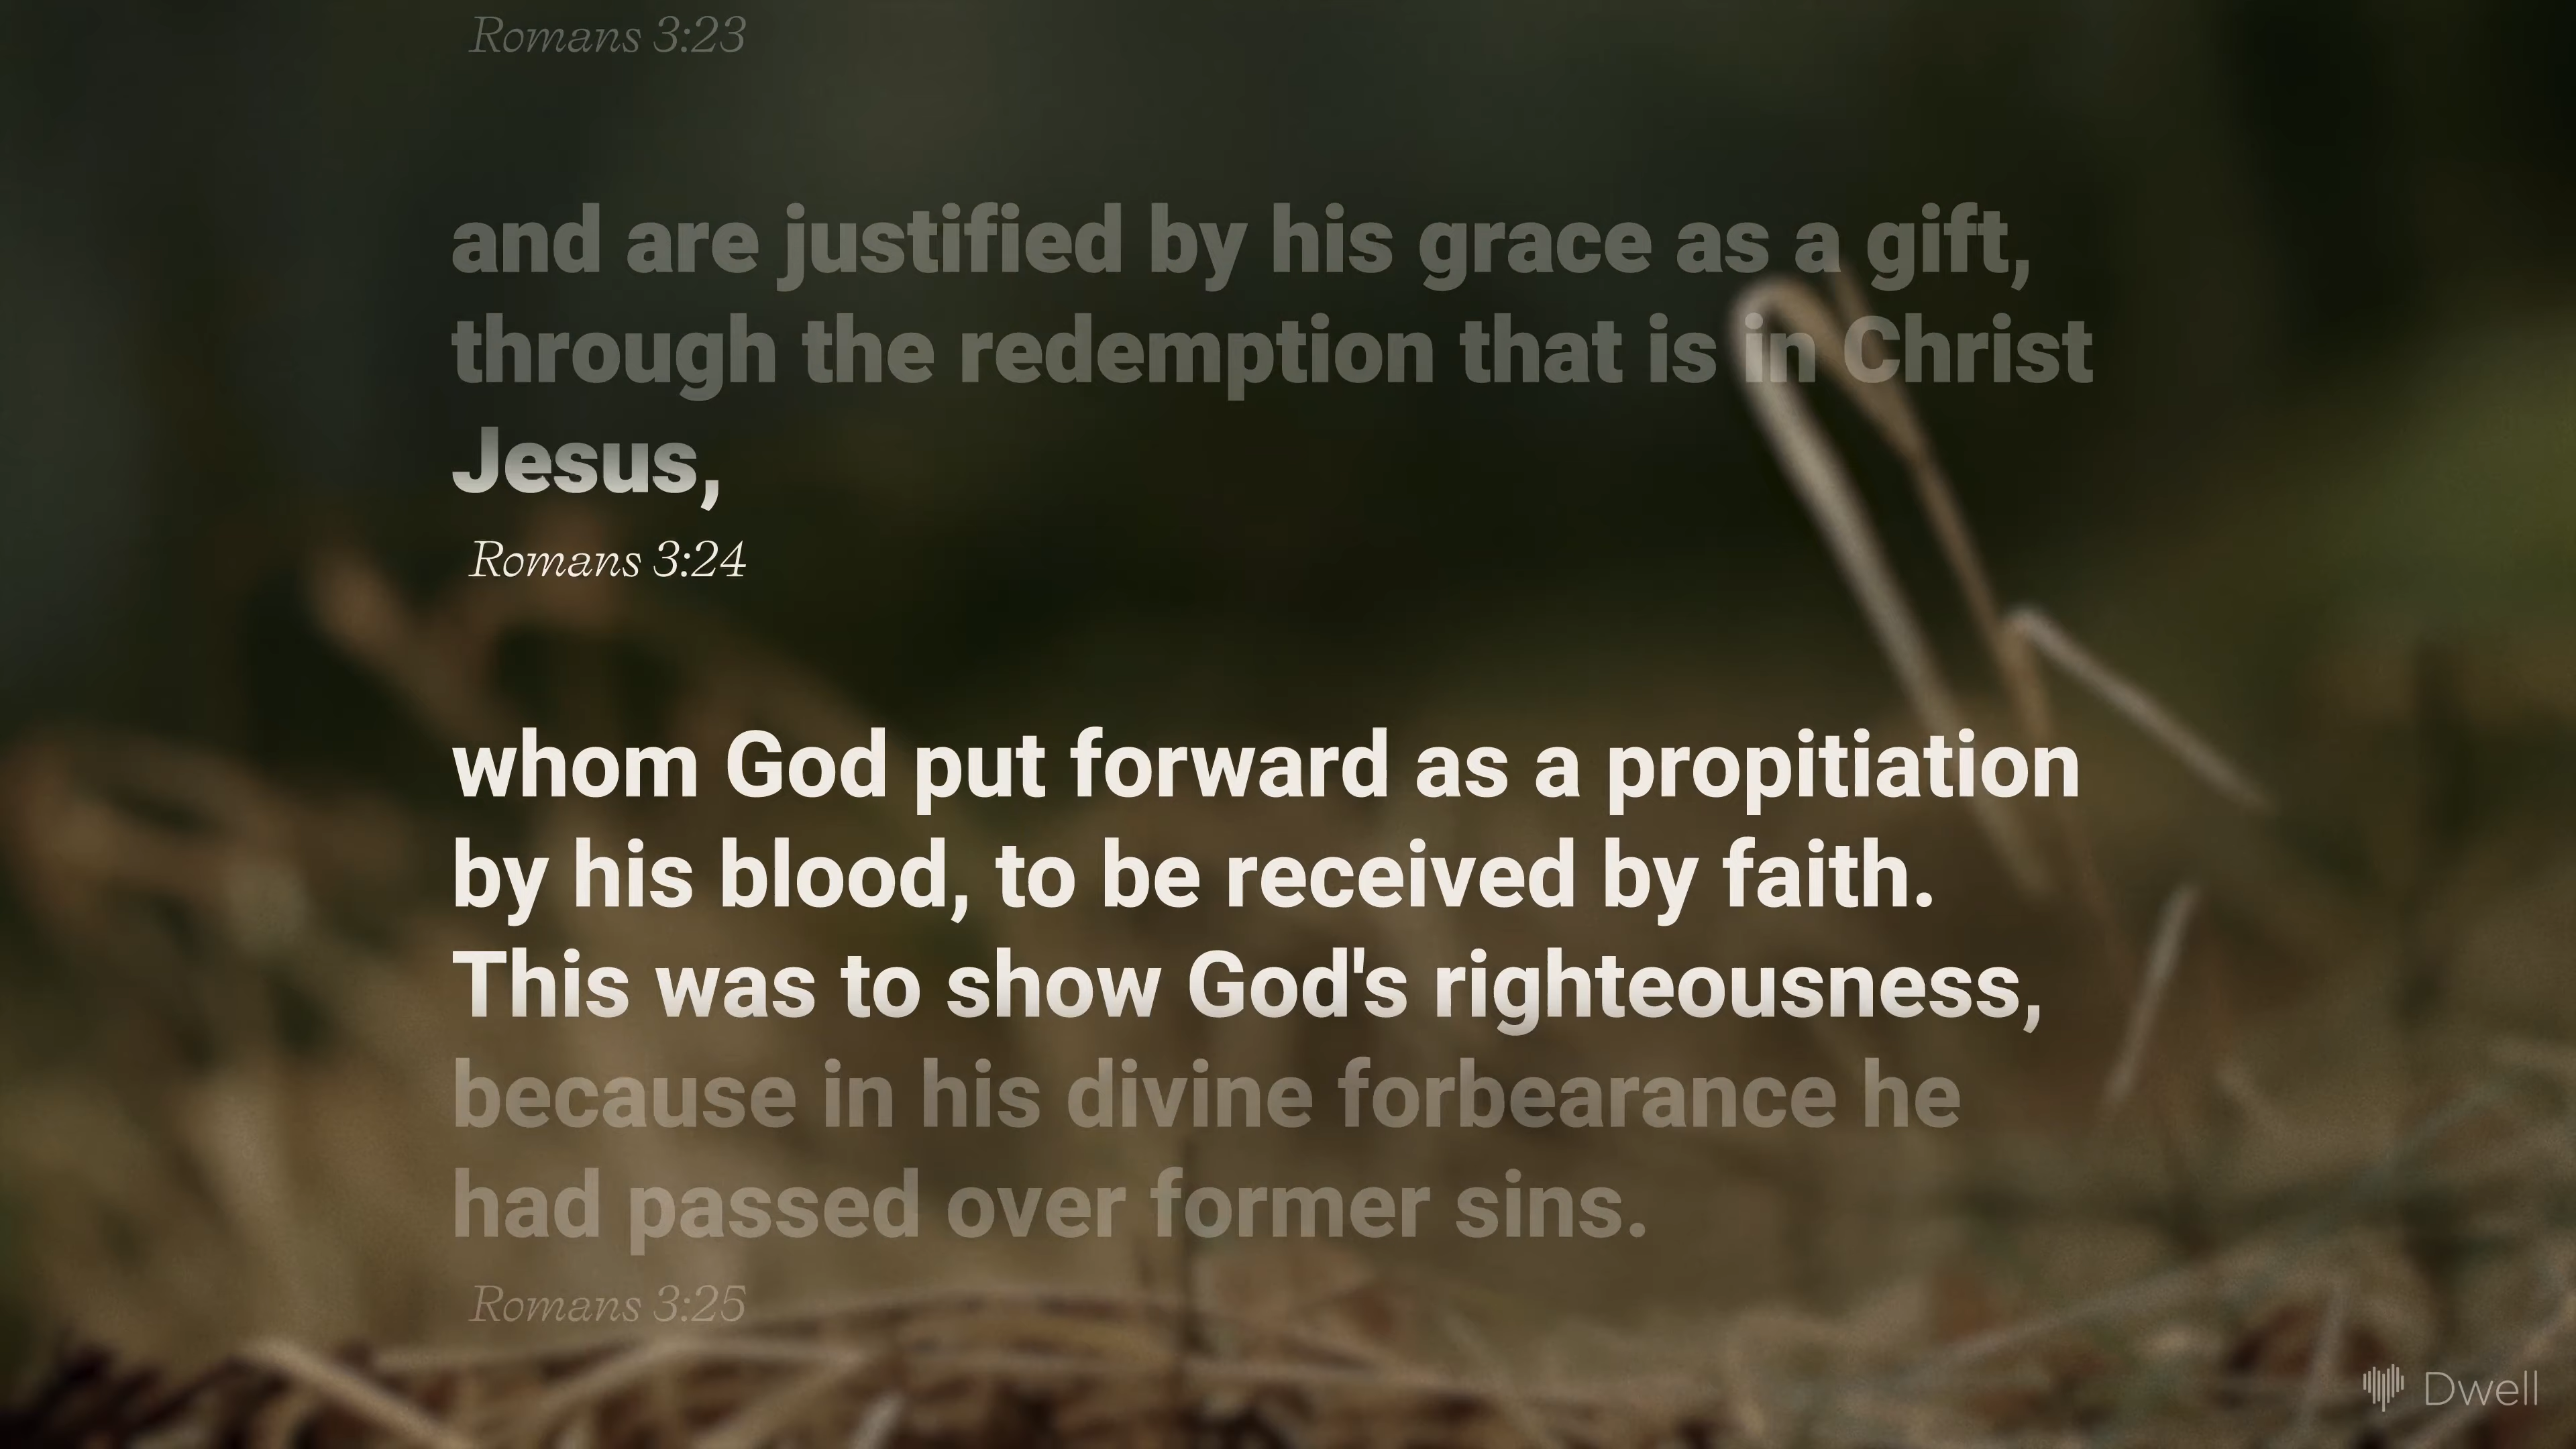 Romans 3:23
and are justified by his grace as a gift,
through the redemption that is in Christ
Jesus,
Romans 3:24
whom God put forward as a propitiation
by his blood, to be received by faith.
This was to show God's righteousness,
because in his divine forbearance he
had passed over former sins.
Romans 3:25
Dwell